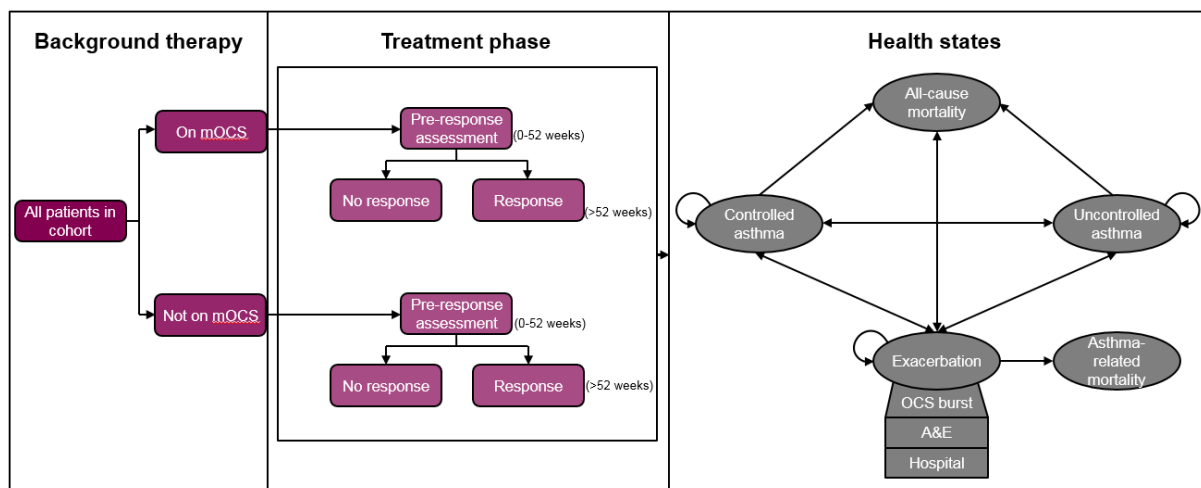 Background therapy
Treatment phase
Health states
All patients in
cohort
On mOCS
Not on mOCS
Pre-response
assessment
(0-52 weeks)
No response
Response
(>52 weeks)
Pre-response
assessment
(0-52 weeks)
No response
Response
(>52 weeks)
All-cause
mortality
Controlled
asthma
Uncontrolled
asthma
Exacerbation
Asthma-
related
mortality
OCS burst
A&E
Hospital